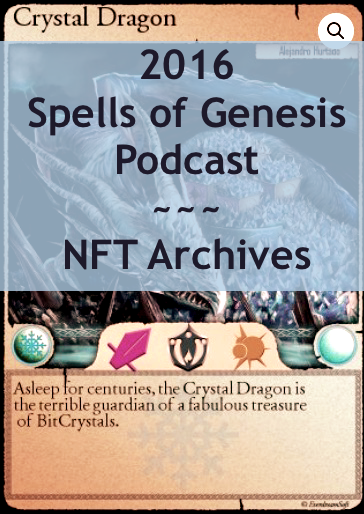 Crystal Dragon
Alejandro Hurtado
2016
Spells of Genesis
Podcast
~~~
NFT Archives
Asleep for centuries, the Crystal Dragon is
the terrible guardian of a fabulous treasure
of BitCrystals.
© EverdreamSoft